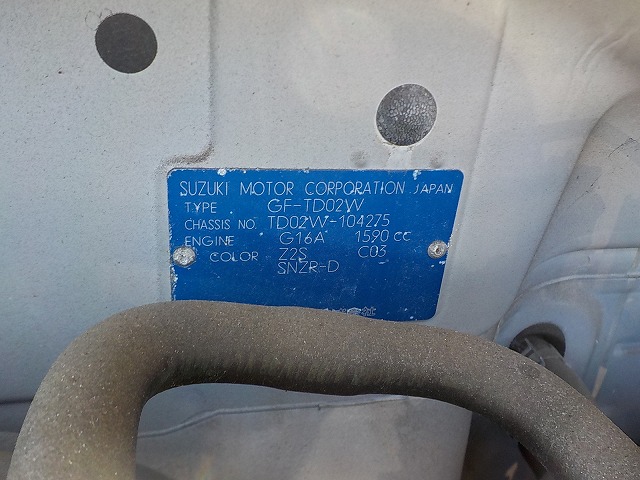 SUZUKI MOTOR CORPORATION JAPAN
TYPE GF-TD02W
CHASSIS NO. TD02W-104275
ENGINE G16A 1590 CC
COLOR Z2S C03
SNZR-D